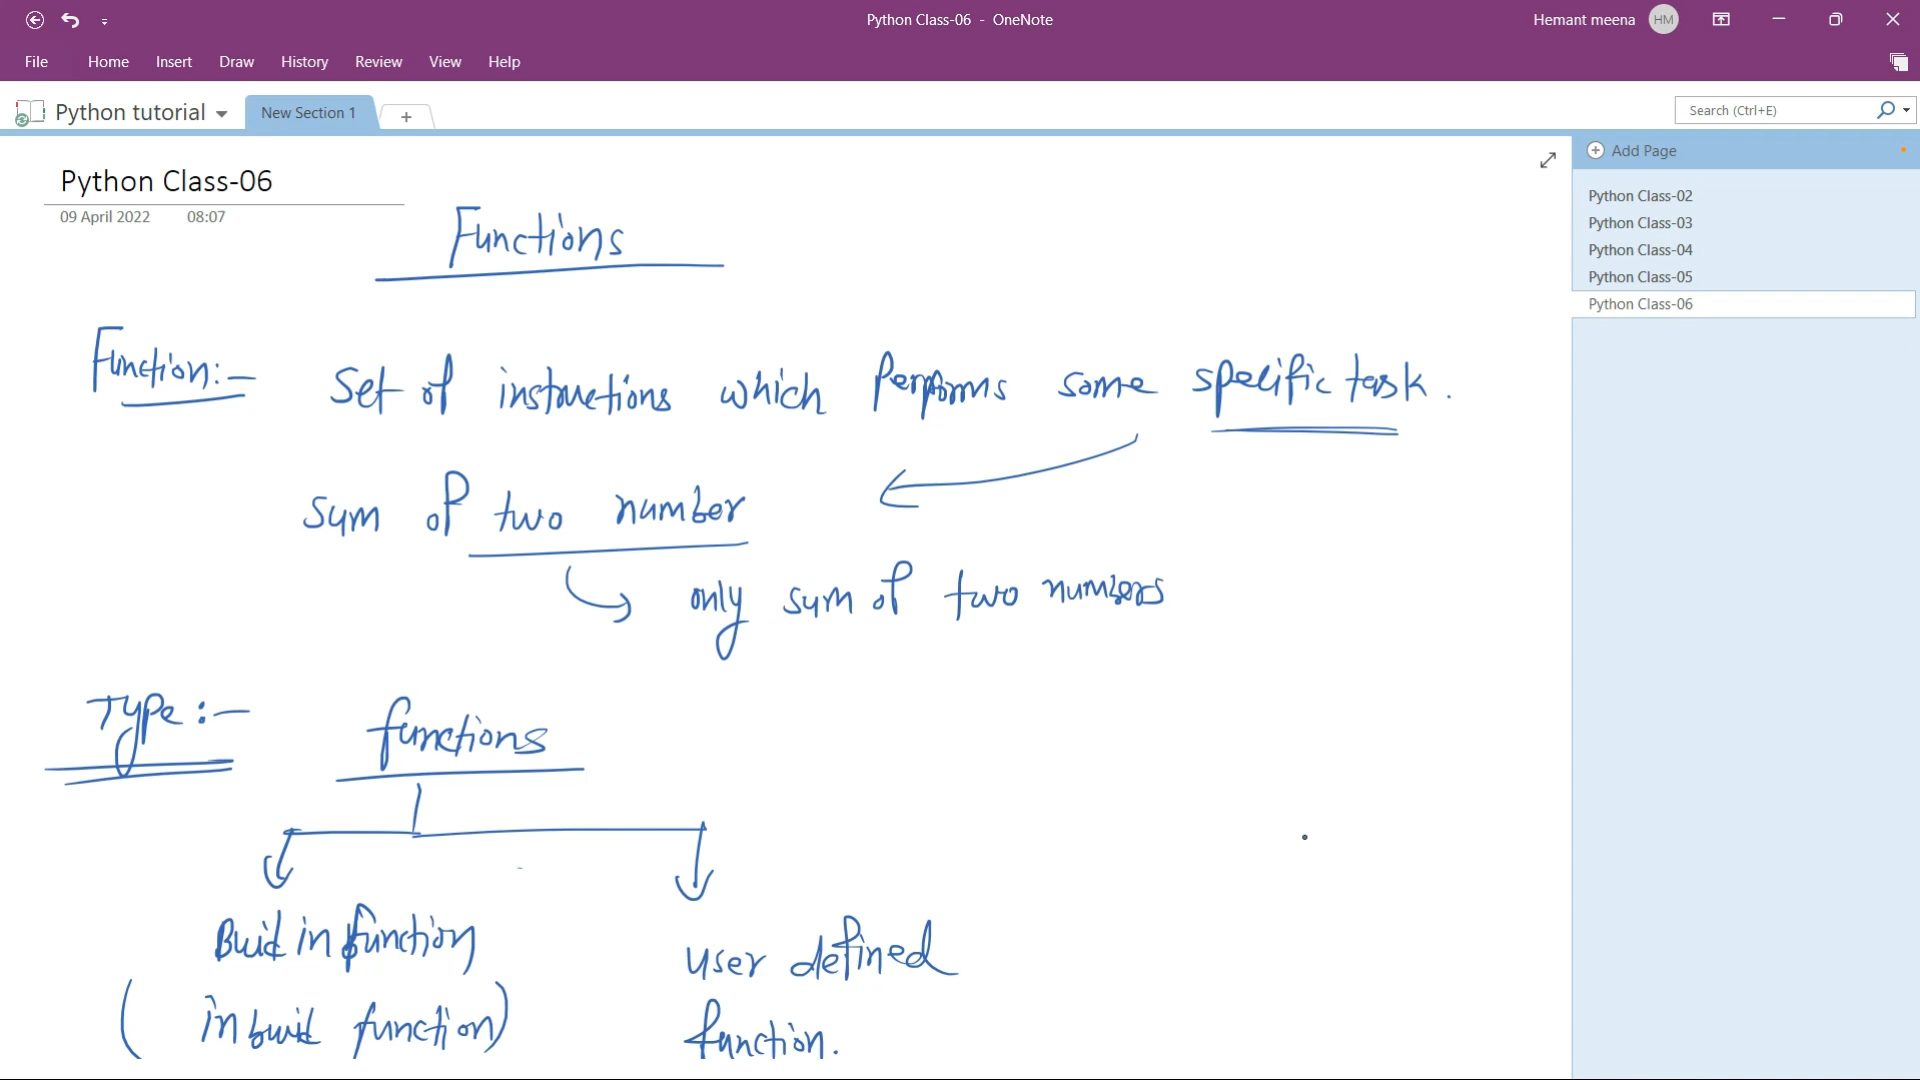 Python Class-06 - OneNote
Hemant meena HM
File Home Insert Draw History Review View Help
Python tutorial New Section 1 +
Search (Ctrl+E)
Add Page
Python Class-02
Python Class-03
Python Class-04
Python Class-05
Python Class-06
Python Class-06
09 April 2022 08:07
Functions
Function:- Set of instructions which Performs some specific task.
sum of two number
only sum of two numbers
Type:- functions
Buid in function
(inbuit function)
user defined
function.